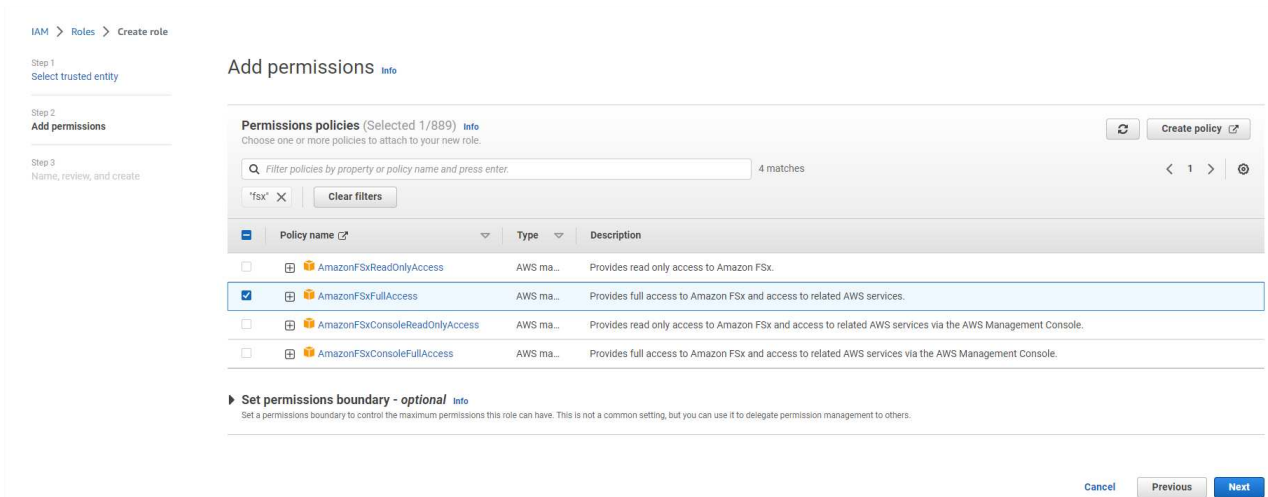 IAM > Roles > Create role
Step 1
Select trusted entity
Step 2
Add permissions
Step 3
Name, review, and create
Add permissions Info
Permissions policies (Selected 1/889) Info
Choose one or more policies to attach to your new role.
Create policy
Filter policies by property or policy name and press enter.
4 matches
< 1 >
"fsx" X
Clear filters
Policy name Type Description
AmazonFSxReadOnlyAccess AWS ma... Provides read only access to Amazon FSx.
AmazonFSxFullAccess AWS ma... Provides full access to Amazon FSx and access to related AWS services.
AmazonFSxConsoleReadOnlyAccess AWS ma... Provides read only access to Amazon FSx and access to related AWS services via the AWS Management Console.
AmazonFSxConsoleFullAccess AWS ma... Provides full access to Amazon FSx and access to related AWS services via the AWS Management Console.
Set permissions boundary - optional Info
Set a permissions boundary to control the maximum permissions this role can have. This is not a common setting, but you can use it to delegate permission management to others.
Cancel Previous Next